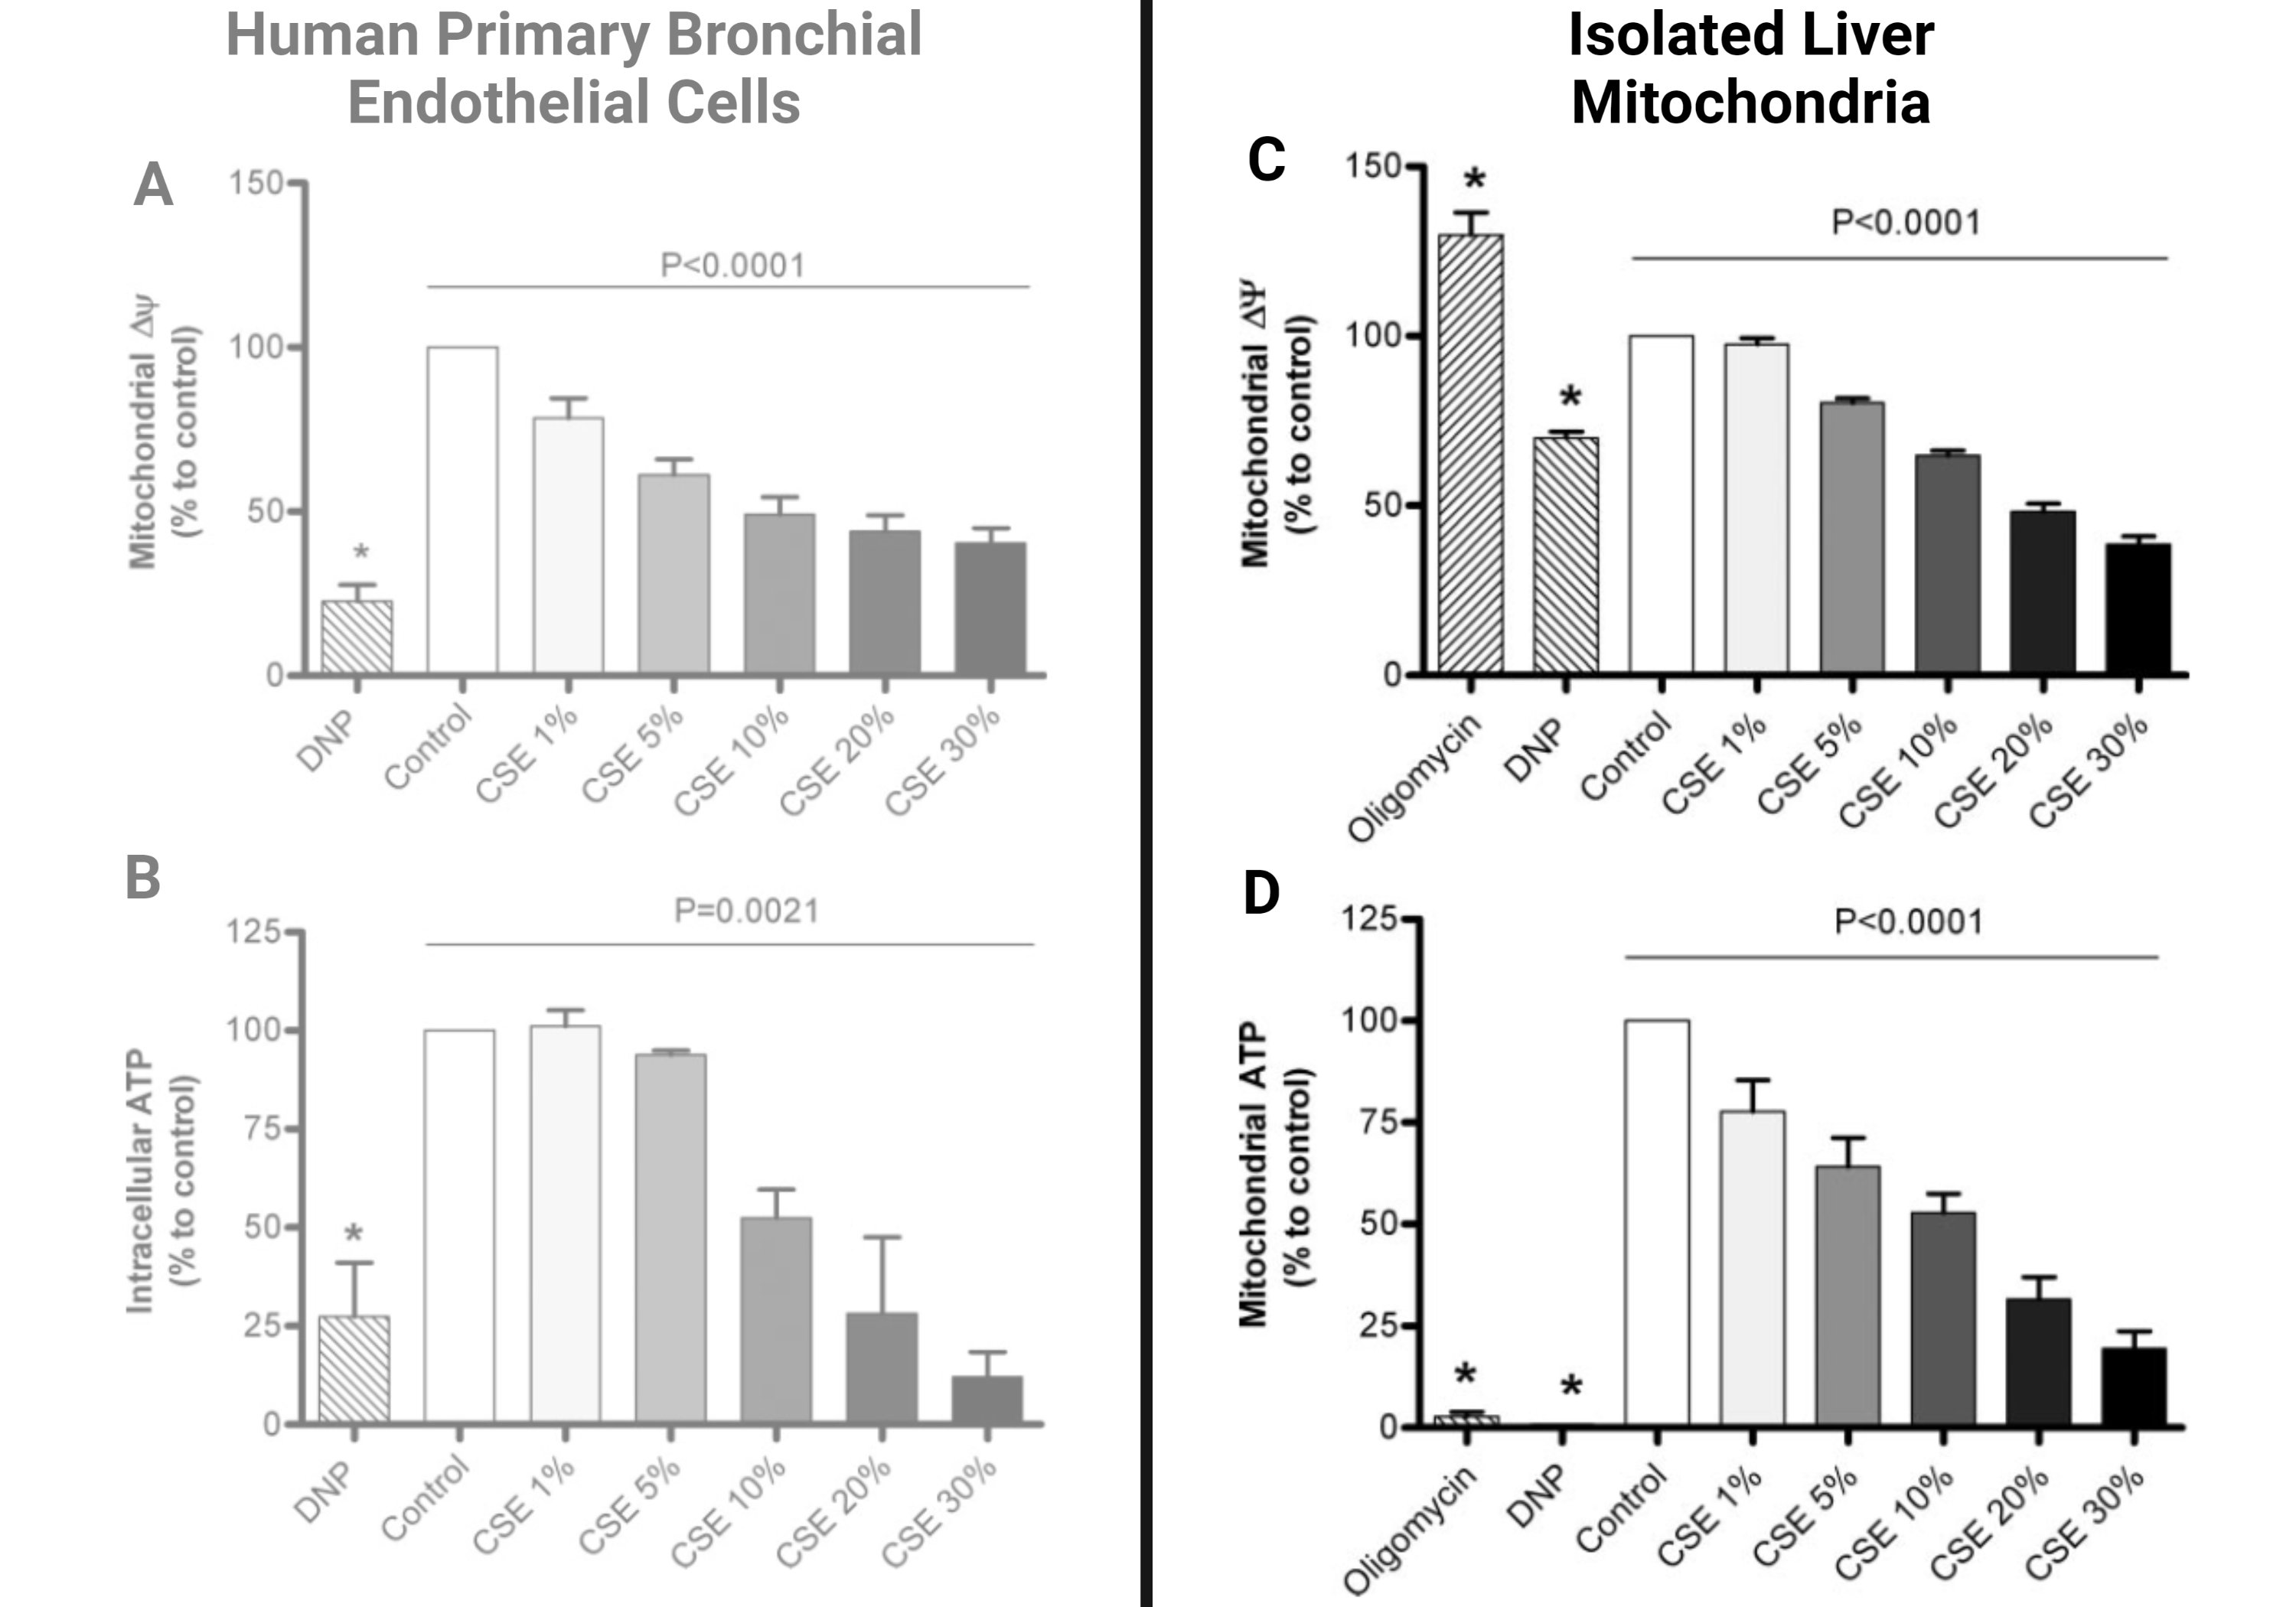 Human Primary Bronchial
Endothelial Cells
A
150
100
50
0
Mitochondrial Δψ
(% to control)
P<0.0001
*
DNP
Control
CSE 1%
CSE 5%
CSE 10%
CSE 20%
CSE 30%
B
125
100
75
50
25
0
Intracellular ATP
(% to control)
P=0.0021
*
DNP
Control
CSE 1%
CSE 5%
CSE 10%
CSE 20%
CSE 30%
Isolated Liver
Mitochondria
C
150
100
50
0
Mitochondrial ΔΨ
(% to control)
*
*
P<0.0001
Oligomycin
DNP
Control
CSE 1%
CSE 5%
CSE 10%
CSE 20%
CSE 30%
D
125
100
75
50
25
0
Mitochondrial ATP
(% to control)
P<0.0001
*
*
Oligomycin
DNP
Control
CSE 1%
CSE 5%
CSE 10%
CSE 20%
CSE 30%